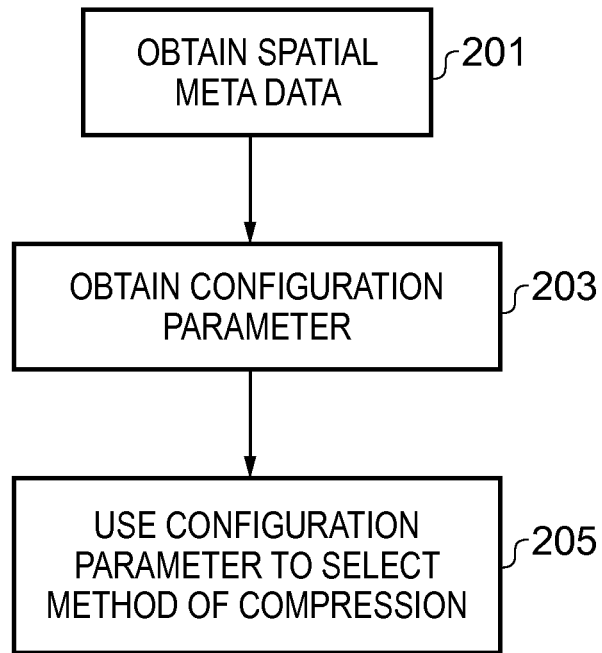 OBTAIN SPATIAL
META DATA
201
OBTAIN CONFIGURATION
PARAMETER
203
USE CONFIGURATION
PARAMETER TO SELECT
METHOD OF COMPRESSION
205